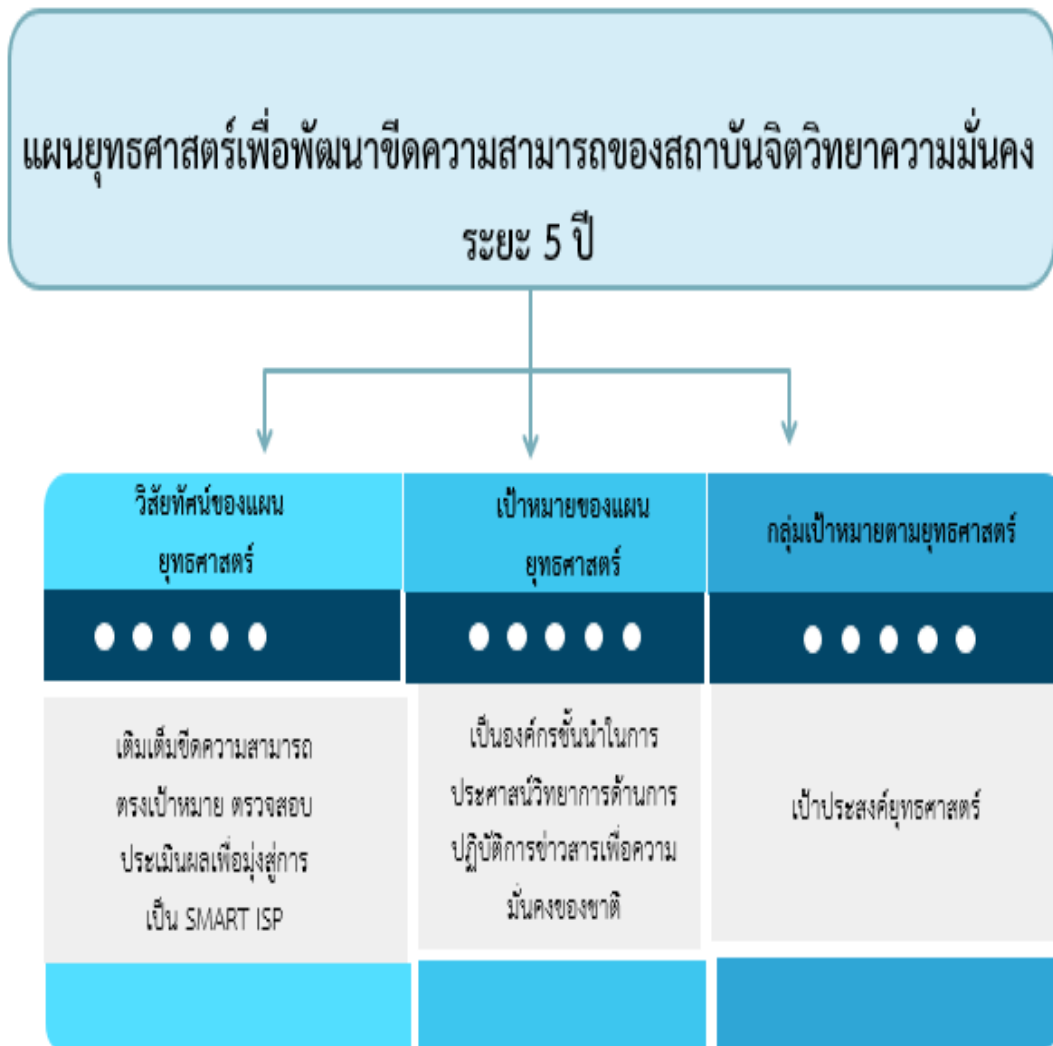 แผนยุทธศาสตร์เพื่อพัฒนาขีดความสามารถของสถาบันจิตวิทยาความมั่นคง
ระยะ 5 ปี
วิสัยทัศน์ของแผน
ยุทธศาสตร์
เติมเต็มขีดความสามารถ
ตรงเป้าหมาย ตรวจสอบ
ประเมินผลเพื่อมุ่งสู่การ
เป็น SMART ISP
เป้าหมายของแผน
ยุทธศาสตร์
เป็นองค์กรชั้นนำในการ
ประศาสน์วิทยาการด้านการ
ปฏิบัติการข่าวสารเพื่อความ
มั่นคงของชาติ
กลุ่มเป้าหมายตามยุทธศาสตร์
เป้าประสงค์ยุทธศาสตร์